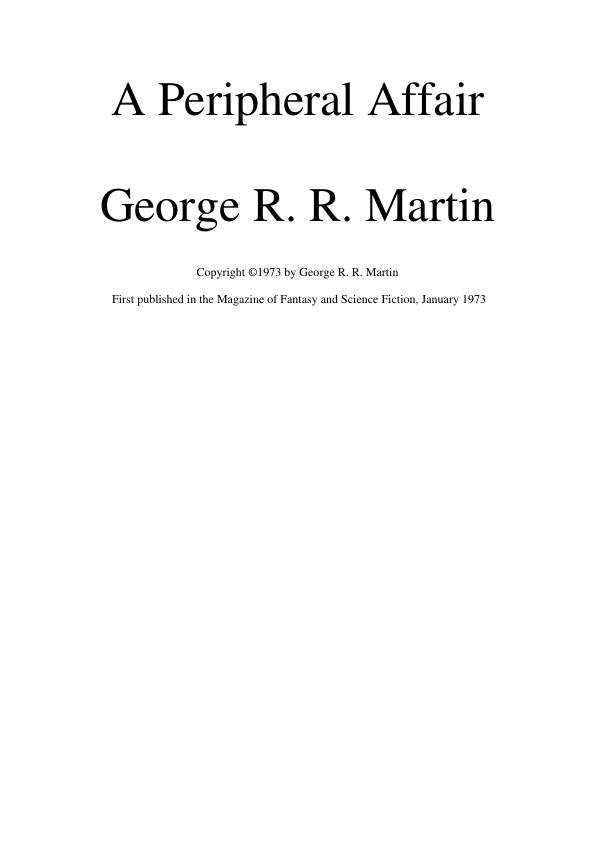 A Peripheral Affair
George R. R. Martin
Copyright ©1973 by George R. R. Martin
First published in the Magazine of Fantasy and Science Fiction, January 1973